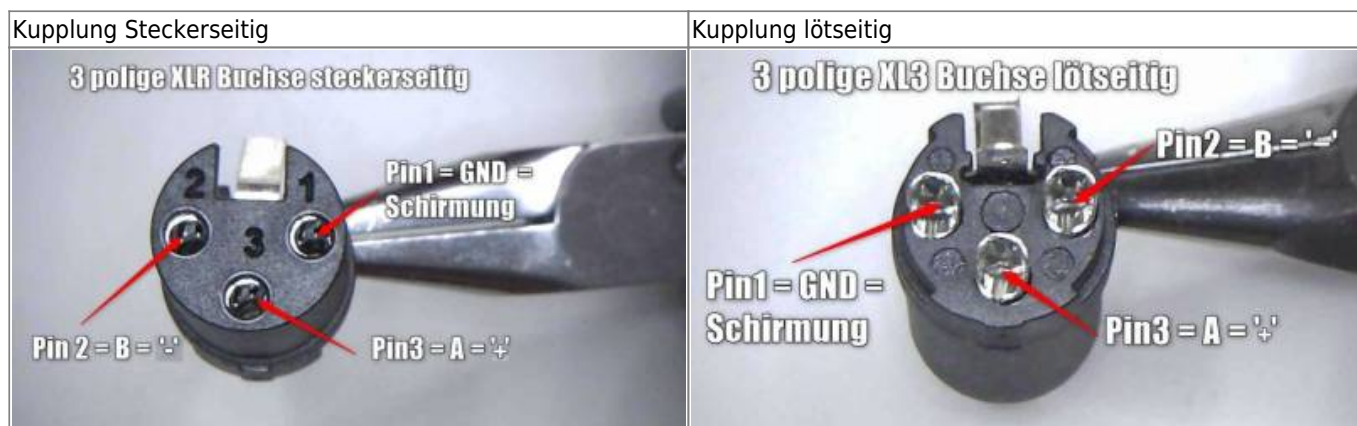 Kupplung Steckerseitig
Kupplung lötseitig
3 polige XLR Buchse steckerseitig
2
1
Pin1 = GND =
Schirmung
3
Pin 2 = B = '-'
Pin3 = A = '+'
3 polige XL3 Buchse lötseitig
Pin2 = B = '-'
Pin1 = GND =
Schirmung
Pin3 = A = '+'